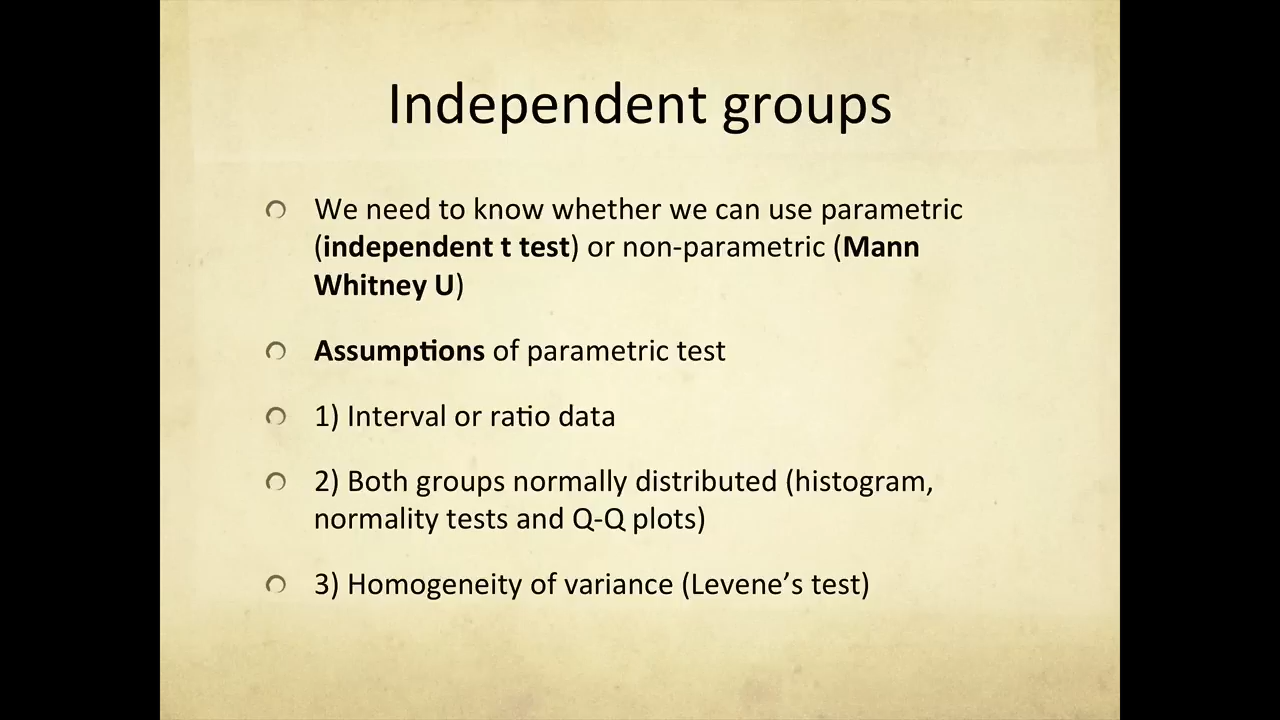 Independent groups
We need to know whether we can use parametric
(independent t test) or non-parametric (Mann
Whitney U)
Assumptions of parametric test
1) Interval or ratio data
2) Both groups normally distributed (histogram,
normality tests and Q-Q plots)
3) Homogeneity of variance (Levene’s test)